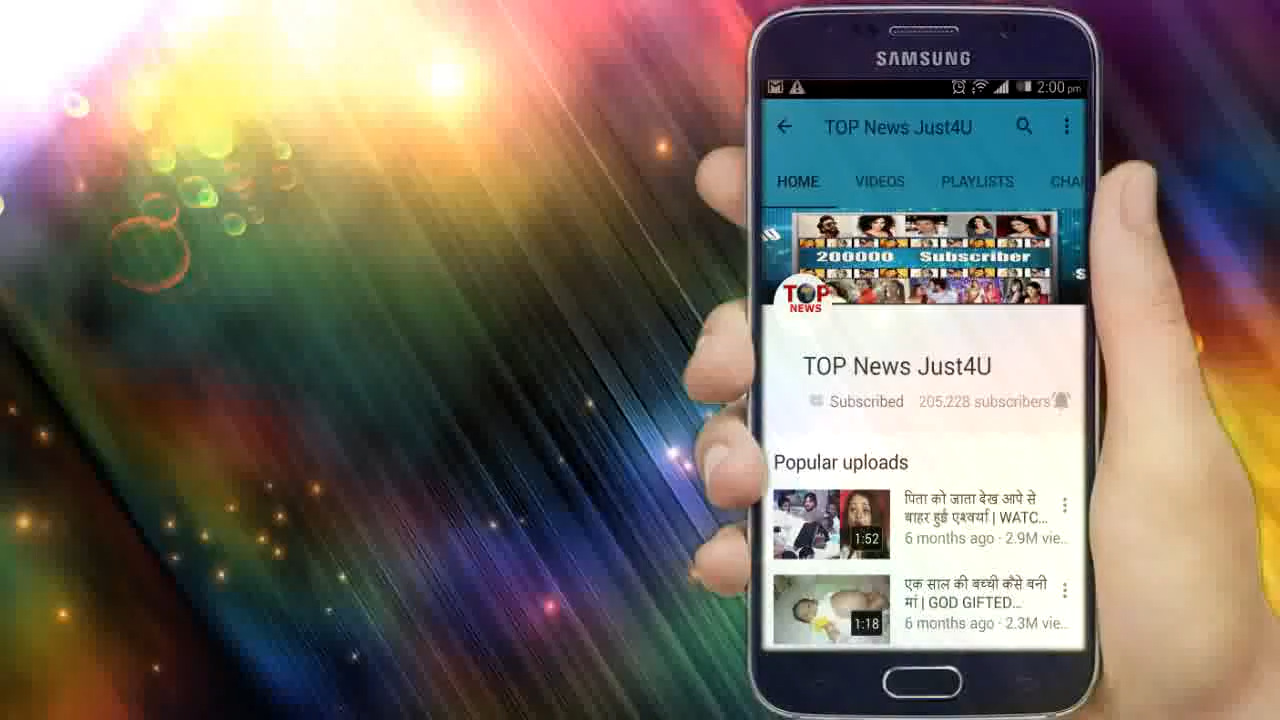 SAMSUNG
2:00 pm
TOP News Just4U
HOME VIDEOS PLAYLISTS CHA
U
200000 Subscriber
S
TOP
NEWS
TOP News Just4U
Subscribed 205,228 subscribers
Popular uploads
पिता को जाता देख आपे से
बाहर हुई एश्वर्या | WATC...
1:52
6 months ago · 2.9M vie...
एक साल की बच्ची कैसे बनी
मां | GOD GIFTED...
1:18
6 months ago · 2.3M vie...